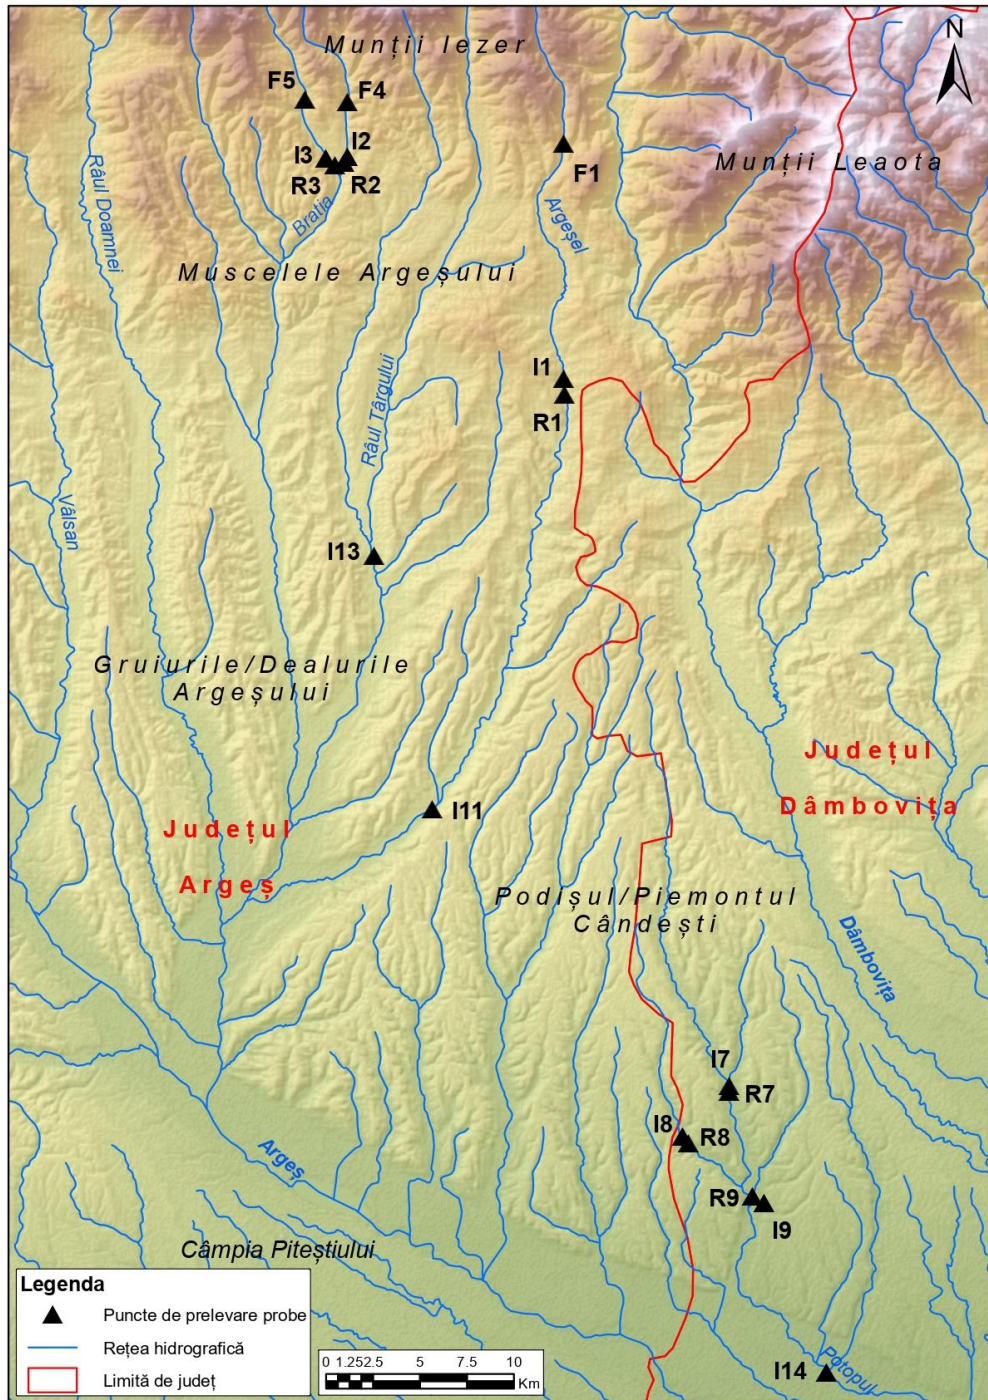 Munții Iezer
N
F5
F4
I3
I2
R3
R2
F1
Munții Leaota
Râul Doamnei
Bratia
Argeșel
Muscelele Argeșului
I1
R1
Râul Târgului
Vâlsan
I13
Gruiurile/Dealurile
Argeșului
Județul
Dâmbovița
I11
Județul
Argeș
Podișul/Piemontul
Cândești
Dâmbovița
I7
R7
I8
R8
R9
I9
Argeș
Câmpia Piteștiului
I14
Potopul
Legenda
Puncte de prelevare probe
Rețea hidrografică
Limită de județ
0 1.252.5 5 7.5 10
Km